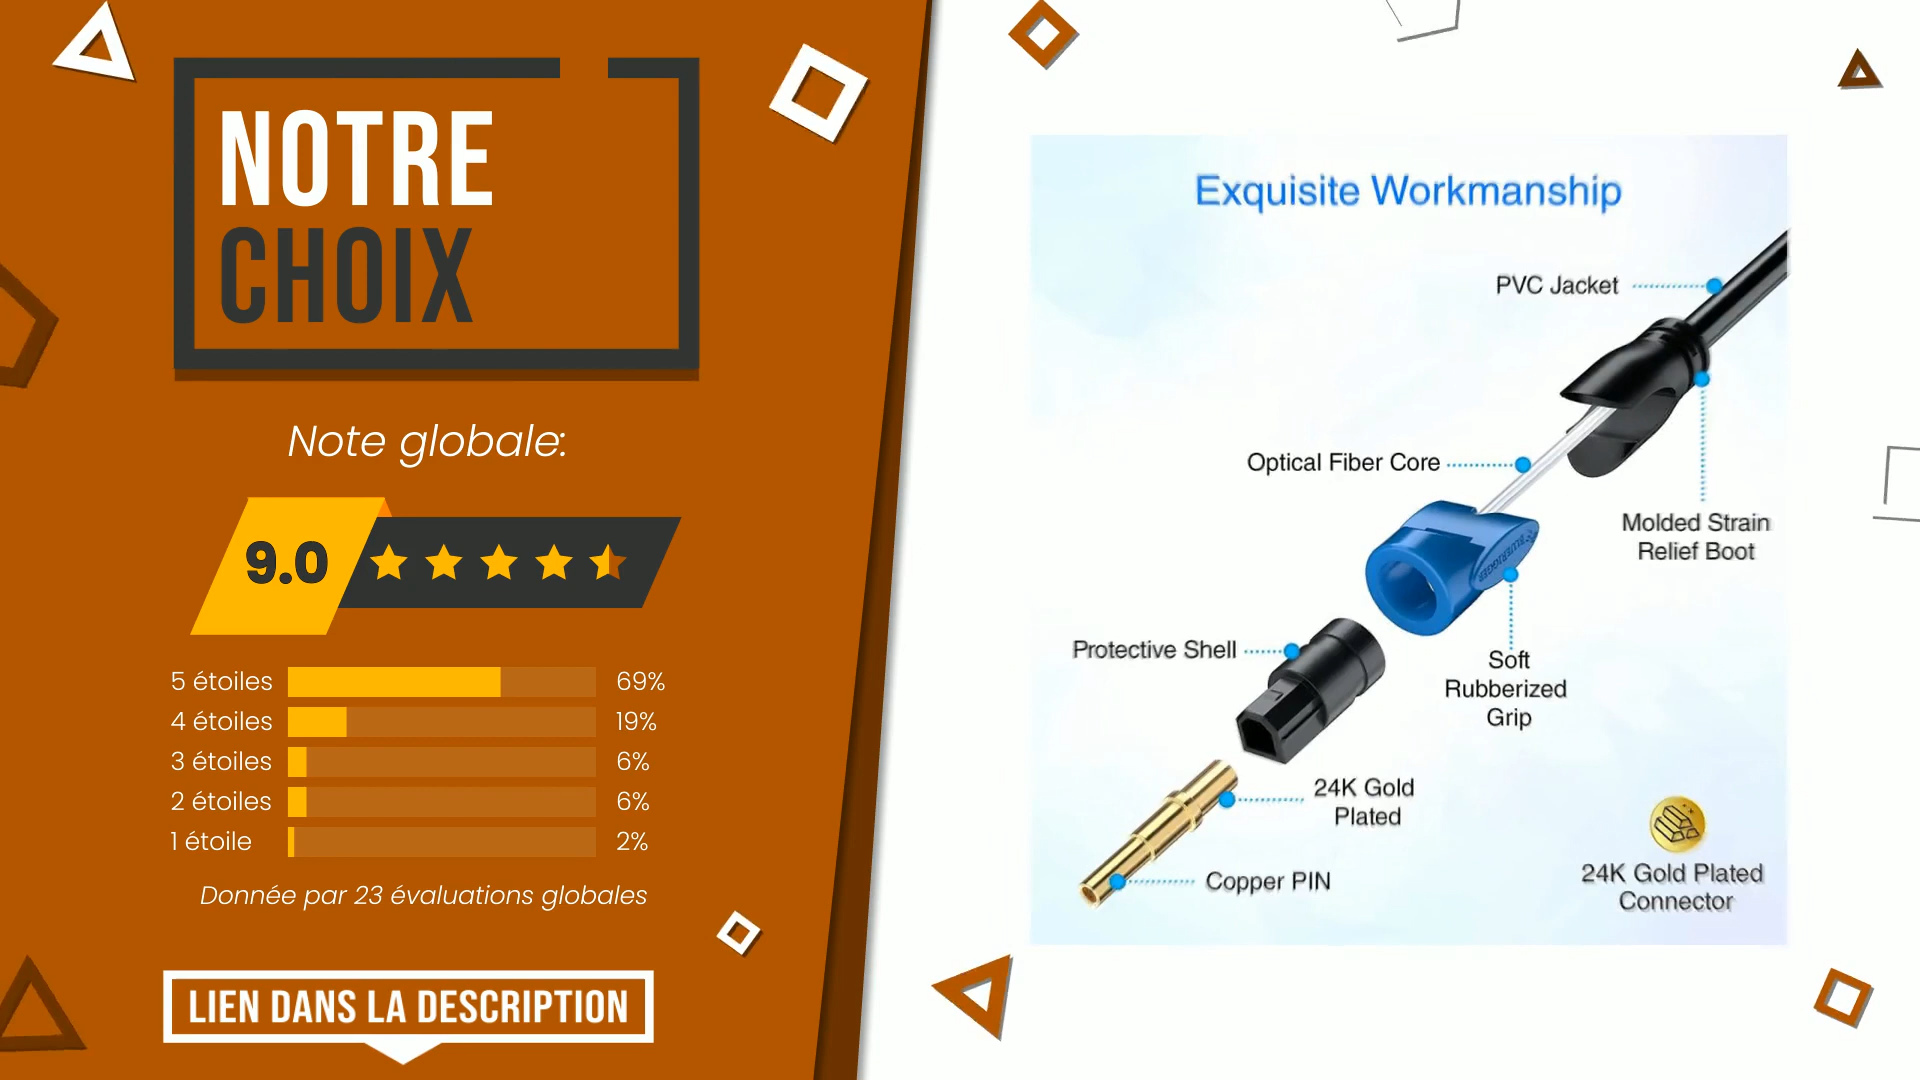 NOTRE
CHOIX
Note globale:
9.0
5 étoiles 69%
4 étoiles 19%
3 étoiles 6%
2 étoiles 6%
1 étoile 2%
Donnée par 23 évaluations globales
LIEN DANS LA DESCRIPTION
Exquisite Workmanship
PVC Jacket
Optical Fiber Core
Molded Strain
Relief Boot
BLUERIGGER
Protective Shell
Soft
Rubberized
Grip
24K Gold
Plated
Copper PIN
24K Gold Plated
Connector